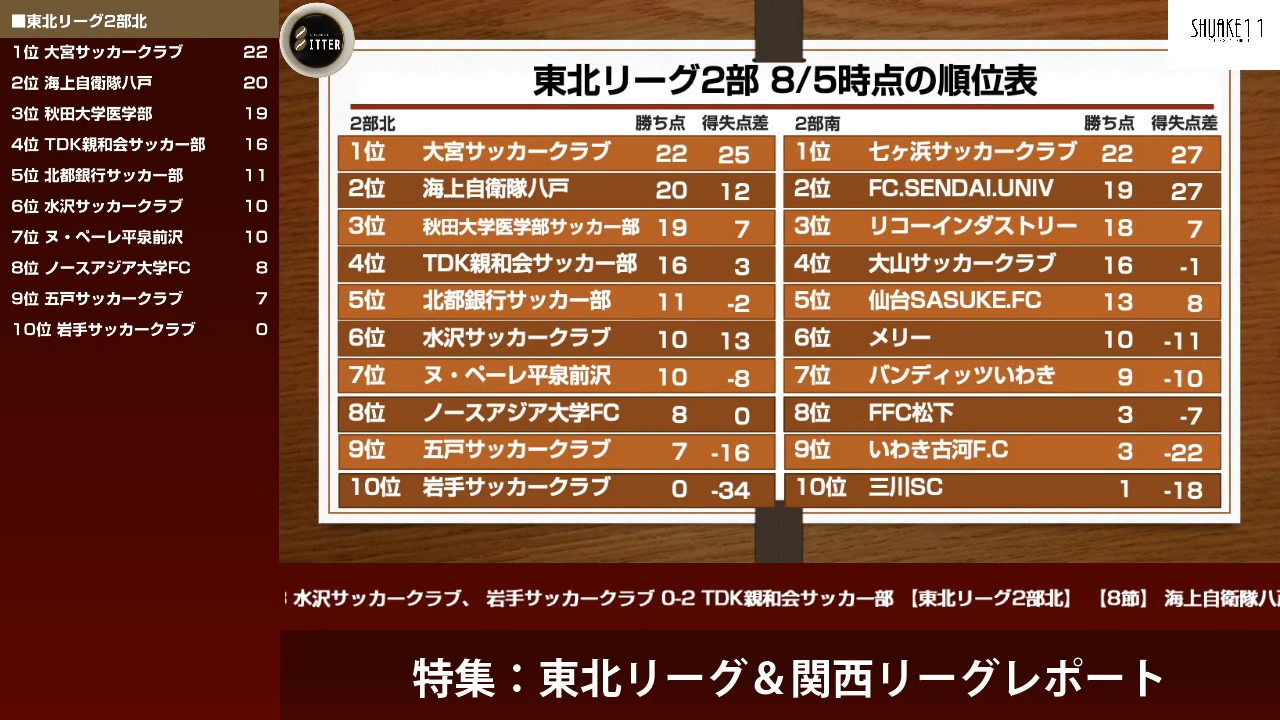 ■東北リーグ2部北
1位 大宮サッカークラブ 22
2位 海上自衛隊八戸 20
3位 秋田大学医学部 19
4位 TDK親和会サッカー部 16
5位 北都銀行サッカー部 11
6位 水沢サッカークラブ 10
7位 ヌ・ペーレ平泉前沢 10
8位 ノースアジア大学FC 8
9位 五戸サッカークラブ 7
10位 岩手サッカークラブ 0
ITTER
SHUAKE11
東北リーグ2部 8/5時点の順位表
2部北 勝ち点 得失点差
1位 大宮サッカークラブ 22 25
2位 海上自衛隊八戸 20 12
3位 秋田大学医学部サッカー部 19 7
4位 TDK親和会サッカー部 16 3
5位 北都銀行サッカー部 11 -2
6位 水沢サッカークラブ 10 13
7位 ヌ・ペーレ平泉前沢 10 -8
8位 ノースアジア大学FC 8 0
9位 五戸サッカークラブ 7 -16
10位 岩手サッカークラブ 0 -34
2部南 勝ち点 得失点差
1位 七ヶ浜サッカークラブ 22 27
2位 FC.SENDAI.UNIV 19 27
3位 リコーインダストリー 18 7
4位 大山サッカークラブ 16 -1
5位 仙台SASUKE.FC 13 8
6位 メリー 10 -11
7位 バンディッツいわき 9 -10
8位 FFC松下 3 -7
9位 いわき古河F.C 3 -22
10位 三川SC 1 -18
水沢サッカークラブ、 岩手サッカークラブ 0-2 TDK親和会サッカー部 【東北リーグ2部北】 【8節】 海上自衛隊八
特集：東北リーグ＆関西リーグレポート